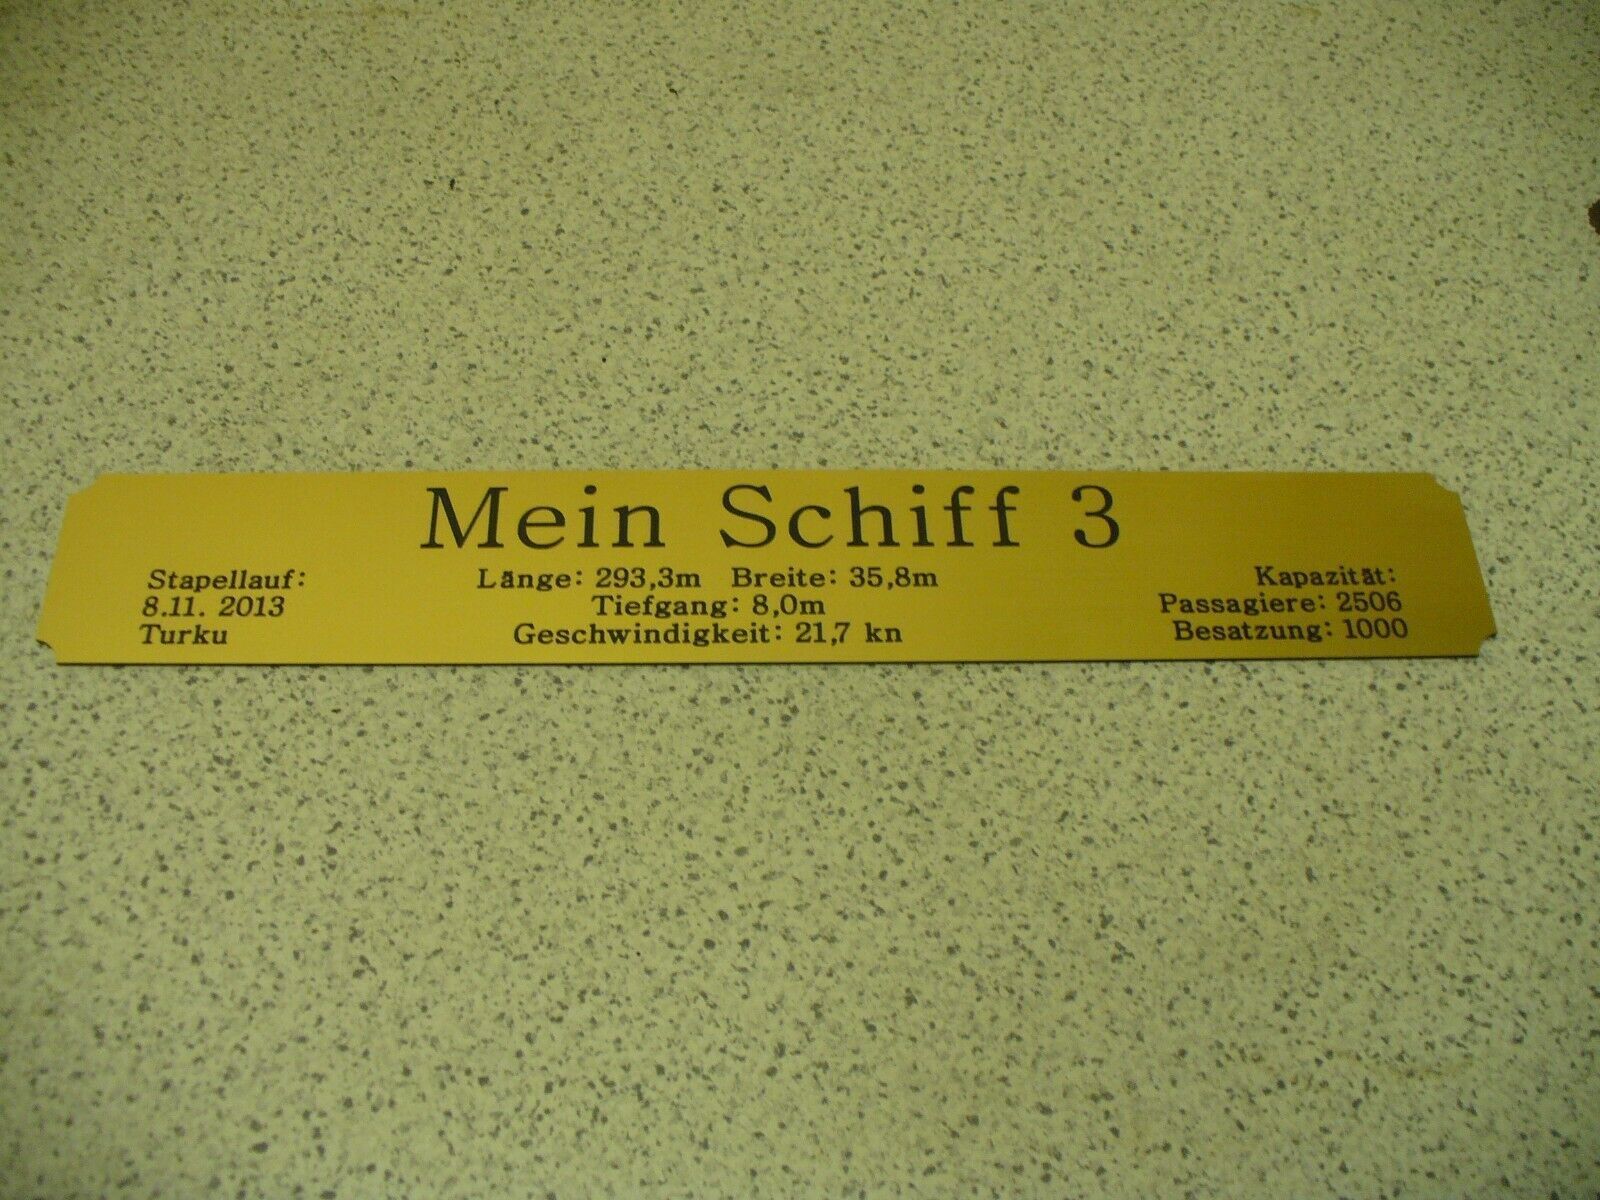 Mein Schiff 3
Stapellauf:
8.11. 2013
Turku
Länge: 293,3m Breite: 35,8m
Tiefgang: 8,0m
Geschwindigkeit: 21,7 kn
Kapazität:
Passagiere: 2506
Besatzung: 1000